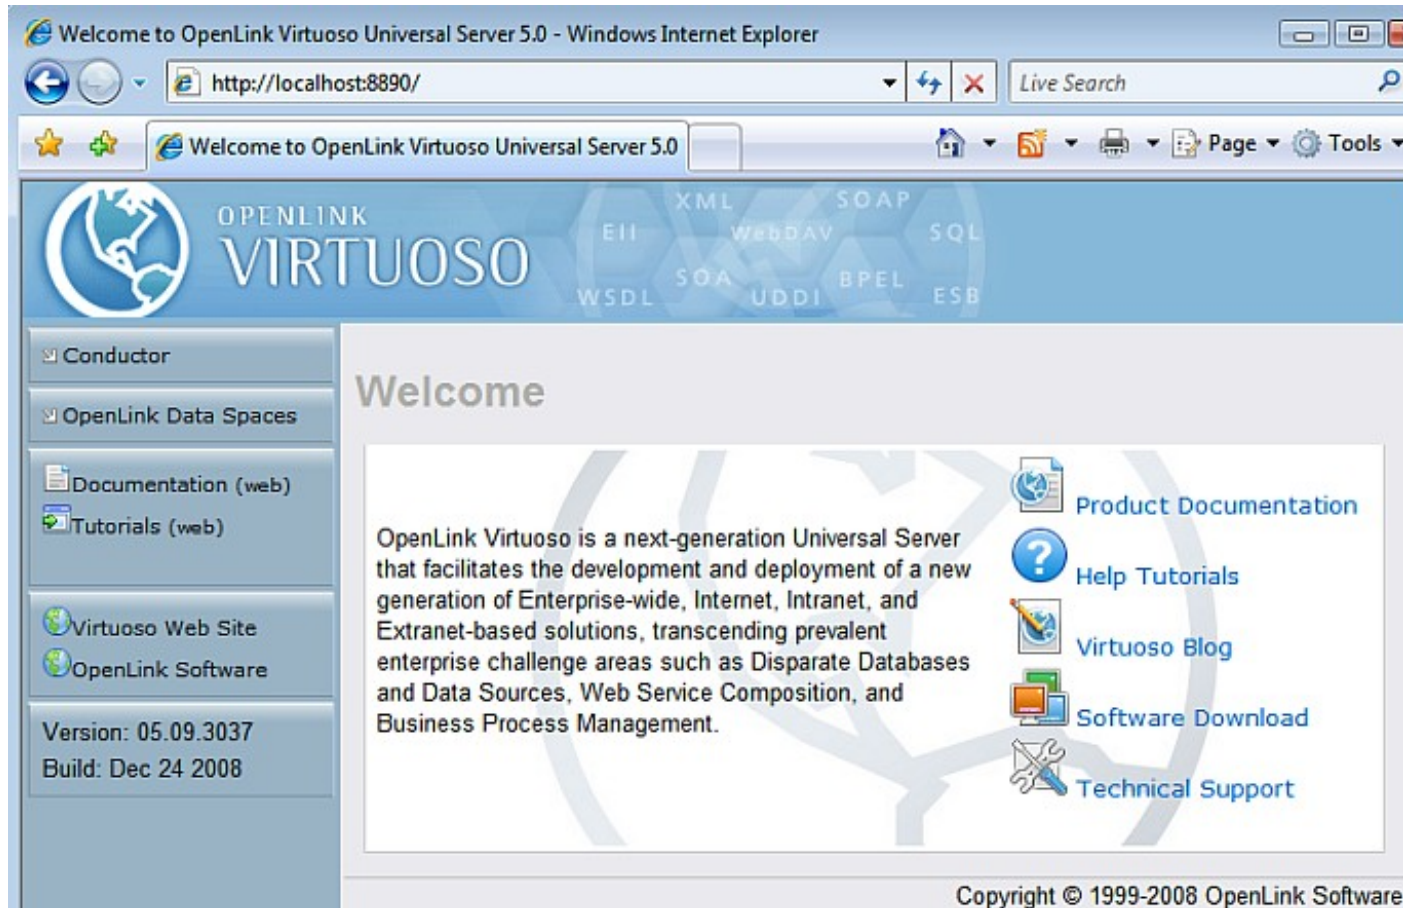 Welcome to OpenLink Virtuoso Universal Server 5.0 - Windows Internet Explorer
http://localhost:8890/
Live Search
Welcome to OpenLink Virtuoso Universal Server 5.0
Page
Tools
OPENLINK
VIRTUOSO
XML SOAP
EII WebDAV SQL
SOA BPEL
WSDL UDDI ESB
Conductor
OpenLink Data Spaces
Documentation (web)
Tutorials (web)
Virtuoso Web Site
OpenLink Software
Version: 05.09.3037
Build: Dec 24 2008
Welcome
OpenLink Virtuoso is a next-generation Universal Server
that facilitates the development and deployment of a new
generation of Enterprise-wide, Internet, Intranet, and
Extranet-based solutions, transcending prevalent
enterprise challenge areas such as Disparate Databases
and Data Sources, Web Service Composition, and
Business Process Management.
Product Documentation
Help Tutorials
Virtuoso Blog
Software Download
Technical Support
Copyright © 1999-2008 OpenLink Software